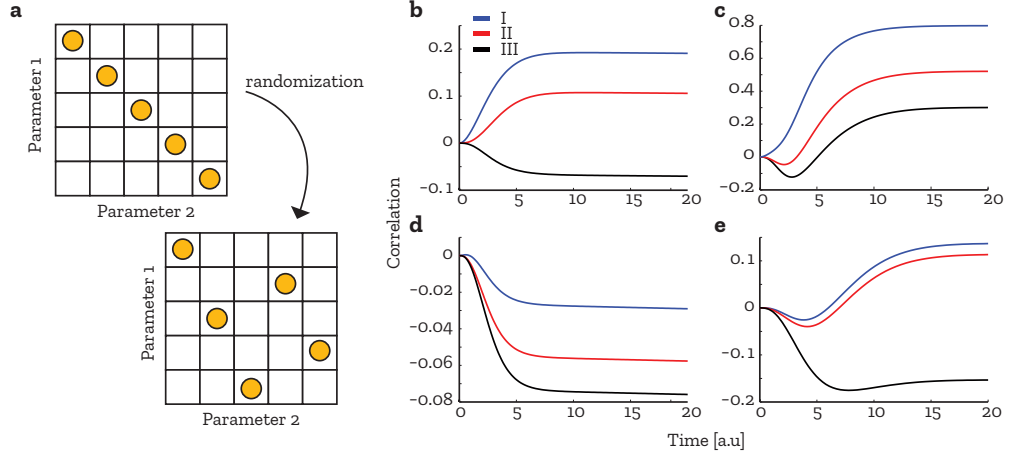 a
Parameter 1
Parameter 2
randomization
Parameter 1
Parameter 2
b
I
II
III
0.2
0.1
0
−0.1
0 5 10 15 20
c
0.8
0.6
0.4
0.2
0
−0.2
0 5 10 15 20
Correlation
d
0
−0.02
−0.04
−0.06
−0.08
0 5 10 15 20
e
0.1
0
−0.1
−0.2
0 5 10 15 20
Time [a.u]